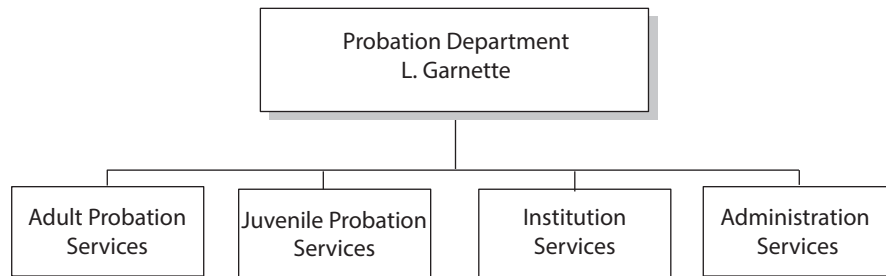 Probation Department
L. Garnette
Adult Probation
Services
Juvenile Probation
Services
Institution
Services
Administration
Services